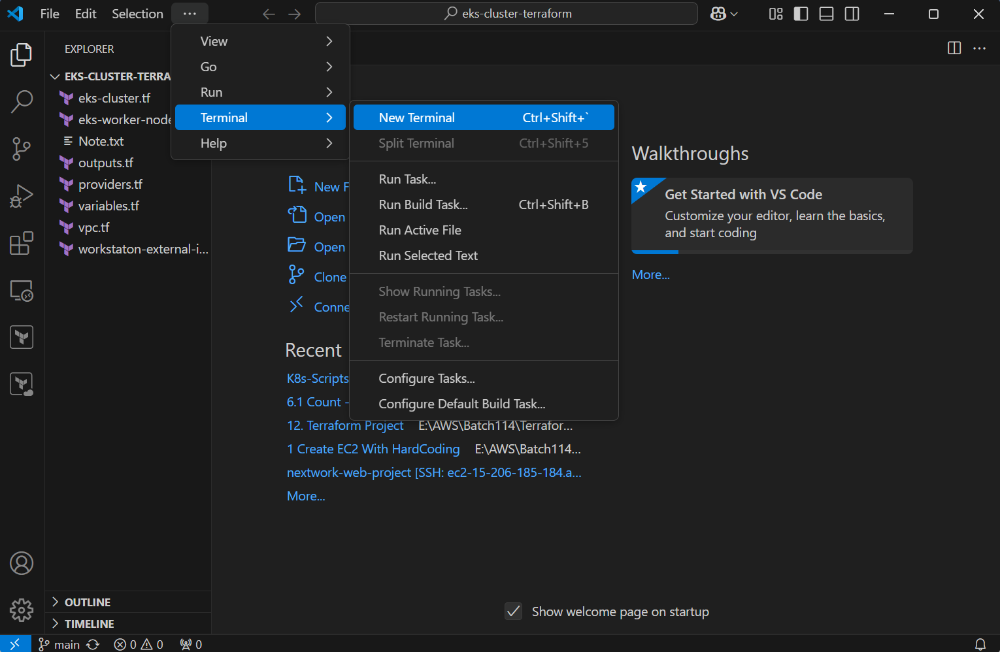 File Edit Selection ··· eks-cluster-terraform
EXPLORER
EKS-CLUSTER-TERRA
eks-cluster.tf
eks-worker-node
Note.txt
outputs.tf
providers.tf
variables.tf
vpc.tf
workstaton-external-i...
View
Go
Run
Terminal
Help
New Terminal Ctrl+Shift+`
Split Terminal Ctrl+Shift+5
Run Task...
Run Build Task... Ctrl+Shift+B
Run Active File
Run Selected Text
Show Running Tasks...
Restart Running Task...
Terminate Task...
Configure Tasks...
Configure Default Build Task...
New F
Open
Open
Clone
Conne
Recent
K8s-Scripts
6.1 Count -
12. Terraform Project E:\AWS\Batch114\Terrafor...
1 Create EC2 With HardCoding E:\AWS\Batch114...
nextwork-web-project [SSH: ec2-15-206-185-184.a...
More...
Walkthroughs
Get Started with VS Code
Customize your editor, learn the basics,
and start coding
More...
Show welcome page on startup
OUTLINE
TIMELINE
main 0 0 0